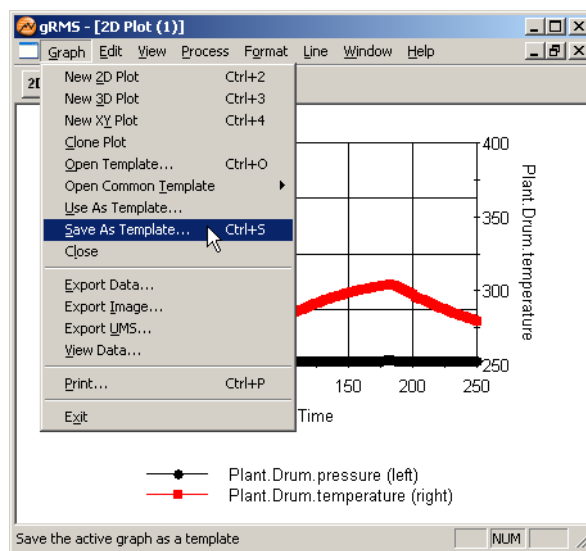 gRMS - [2D Plot (1)]
Graph Edit View Process Format Line Window Help
New 2D Plot Ctrl+2
New 3D Plot Ctrl+3
New XY Plot Ctrl+4
Clone Plot
Open Template... Ctrl+O
Open Common Template
Use As Template...
Save As Template... Ctrl+S
Close
Export Data...
Export Image...
Export UMS...
View Data...
Print... Ctrl+P
Exit
400
350
300
250
Plant.Drum.temperature
150 200 250
Time
Plant.Drum.pressure (left)
Plant.Drum.temperature (right)
Save the active graph as a template NUM